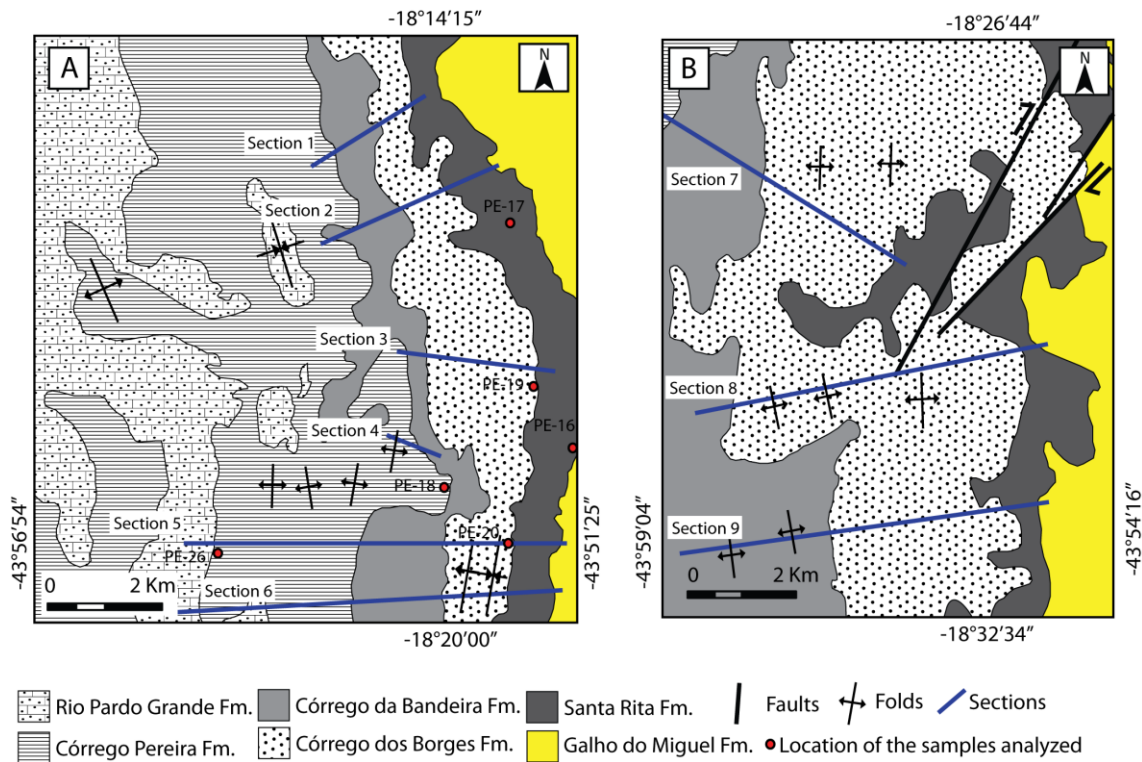 -18°14'15"
-18°26'44"
A
N
B
N
Section 1
Section 2
PE-17
Section 7
Section 3
PE-19
Section 8
PE-16
Section 4
PE-18
Section 5
PE-20
Section 9
PE-26
-43°56'54"
-43°51'25"
-43°59'04"
-43°54'16"
0 2 Km
Section 6
0 2 Km
-18°20'00"
-18°32'34"
Rio Pardo Grande Fm.
Córrego da Bandeira Fm.
Santa Rita Fm.
Faults
Folds
Sections
Córrego Pereira Fm.
Córrego dos Borges Fm.
Galho do Miguel Fm.
Location of the samples analyzed